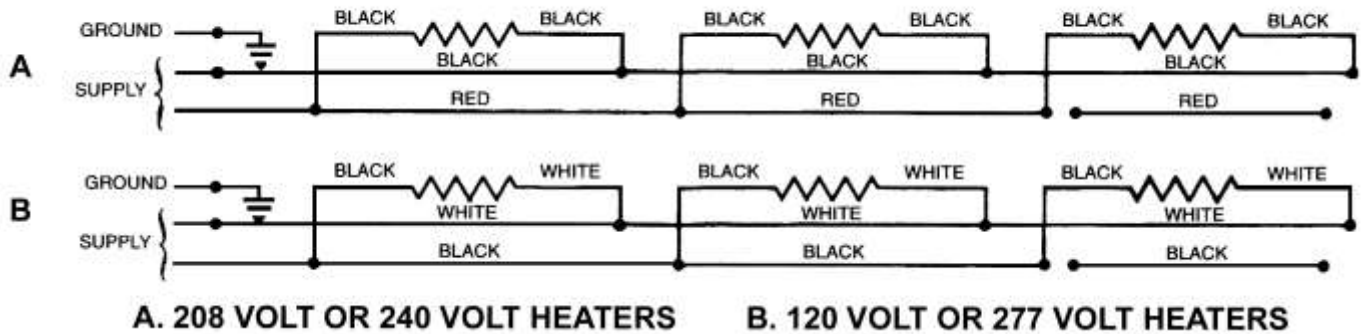 BLACK BLACK BLACK BLACK BLACK BLACK
GROUND
A BLACK BLACK BLACK
SUPPLY
RED RED RED
BLACK WHITE BLACK WHITE BLACK WHITE
GROUND
B WHITE WHITE WHITE
SUPPLY
BLACK BLACK BLACK
A. 208 VOLT OR 240 VOLT HEATERS B. 120 VOLT OR 277 VOLT HEATERS